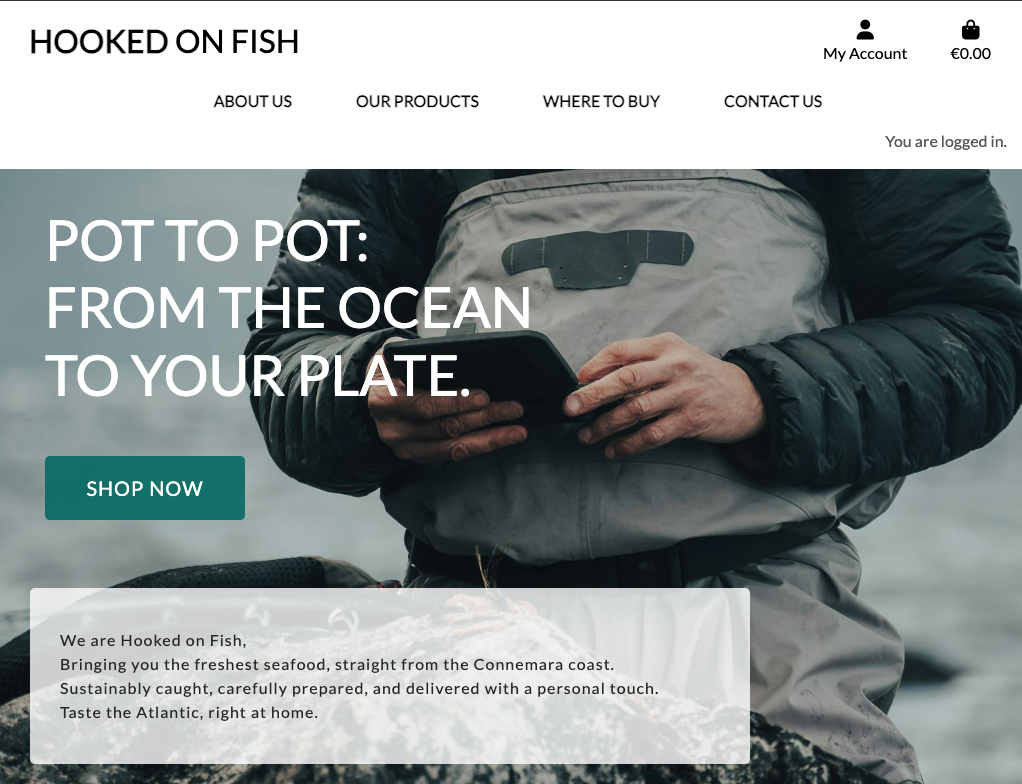 HOOKED ON FISH
My Account
€0.00
ABOUT US
OUR PRODUCTS
WHERE TO BUY
CONTACT US
You are logged in.
POT TO POT:
FROM THE OCEAN
TO YOUR PLATE.
SHOP NOW
We are Hooked on Fish,
Bringing you the freshest seafood, straight from the Connemara coast.
Sustainably caught, carefully prepared, and delivered with a personal touch.
Taste the Atlantic, right at home.